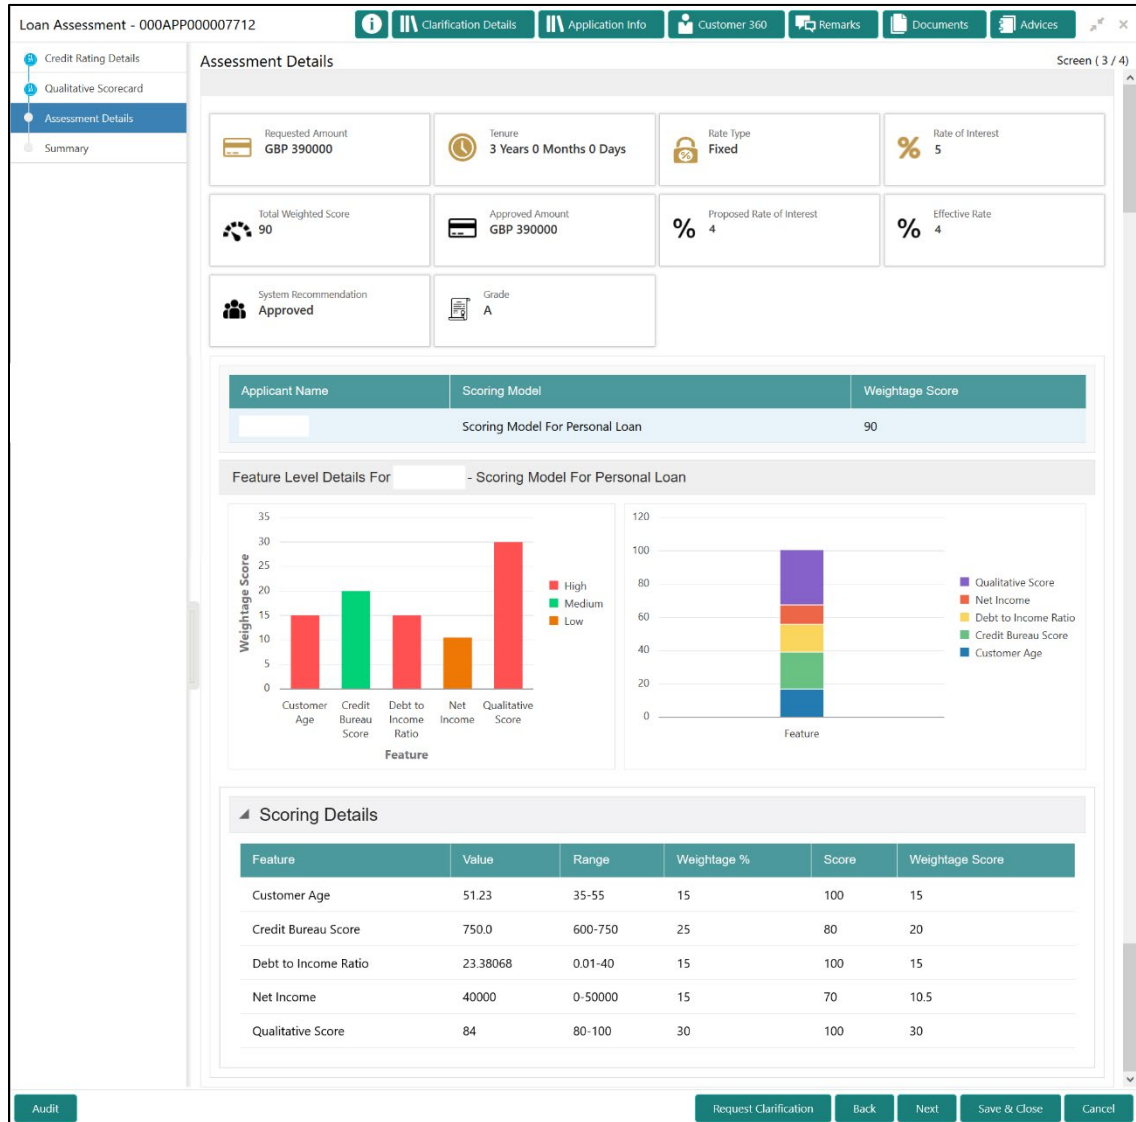 Loan Assessment - 000APP000007712
Clarification Details
Application Info
Customer 360
Remarks
Documents
Advices
Credit Rating Details
Qualitative Scorecard
Assessment Details
Summary
Assessment Details
Screen ( 3 / 4)
Requested Amount
GBP 390000
Tenure
3 Years 0 Months 0 Days
Rate Type
Fixed
Rate of Interest
5
Total Weighted Score
90
Approved Amount
GBP 390000
Proposed Rate of Interest
4
Effective Rate
4
System Recommendation
Approved
Grade
A
Applicant Name Scoring Model Weightage Score
Scoring Model For Personal Loan 90
Feature Level Details For - Scoring Model For Personal Loan
Weightage Score
35
30
25
20
15
10
5
0
Customer Age
Credit Bureau Score
Debt to Income Ratio
Net Income
Qualitative Score
Feature
High
Medium
Low
120
100
80
60
40
20
0
Feature
Qualitative Score
Net Income
Debt to Income Ratio
Credit Bureau Score
Customer Age
Scoring Details
Feature Value Range Weightage % Score Weightage Score
Customer Age 51.23 35-55 15 100 15
Credit Bureau Score 750.0 600-750 25 80 20
Debt to Income Ratio 23.38068 0.01-40 15 100 15
Net Income 40000 0-50000 15 70 10.5
Qualitative Score 84 80-100 30 100 30
Audit
Request Clarification
Back
Next
Save & Close
Cancel